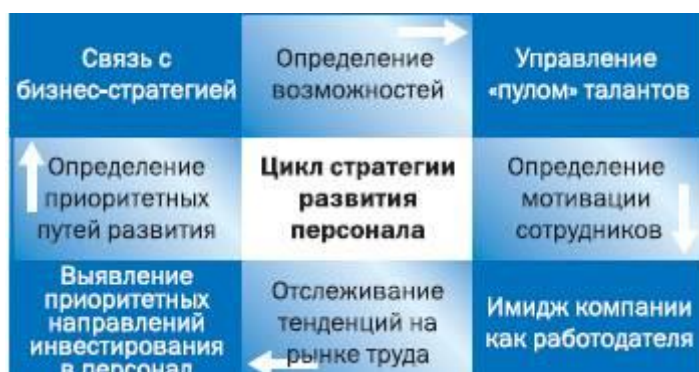 Связь с
бизнес-стратегией
Определение
возможностей
Управление
«пулом» талантов
Определение
приоритетных
путей развития
Цикл стратегии
развития
персонала
Определение
мотивации
сотрудников
Выявление
приоритетных
направлений
инвестирования
в персонал
Отслеживание
тенденций на
рынке труда
Имидж компании
как работодателя